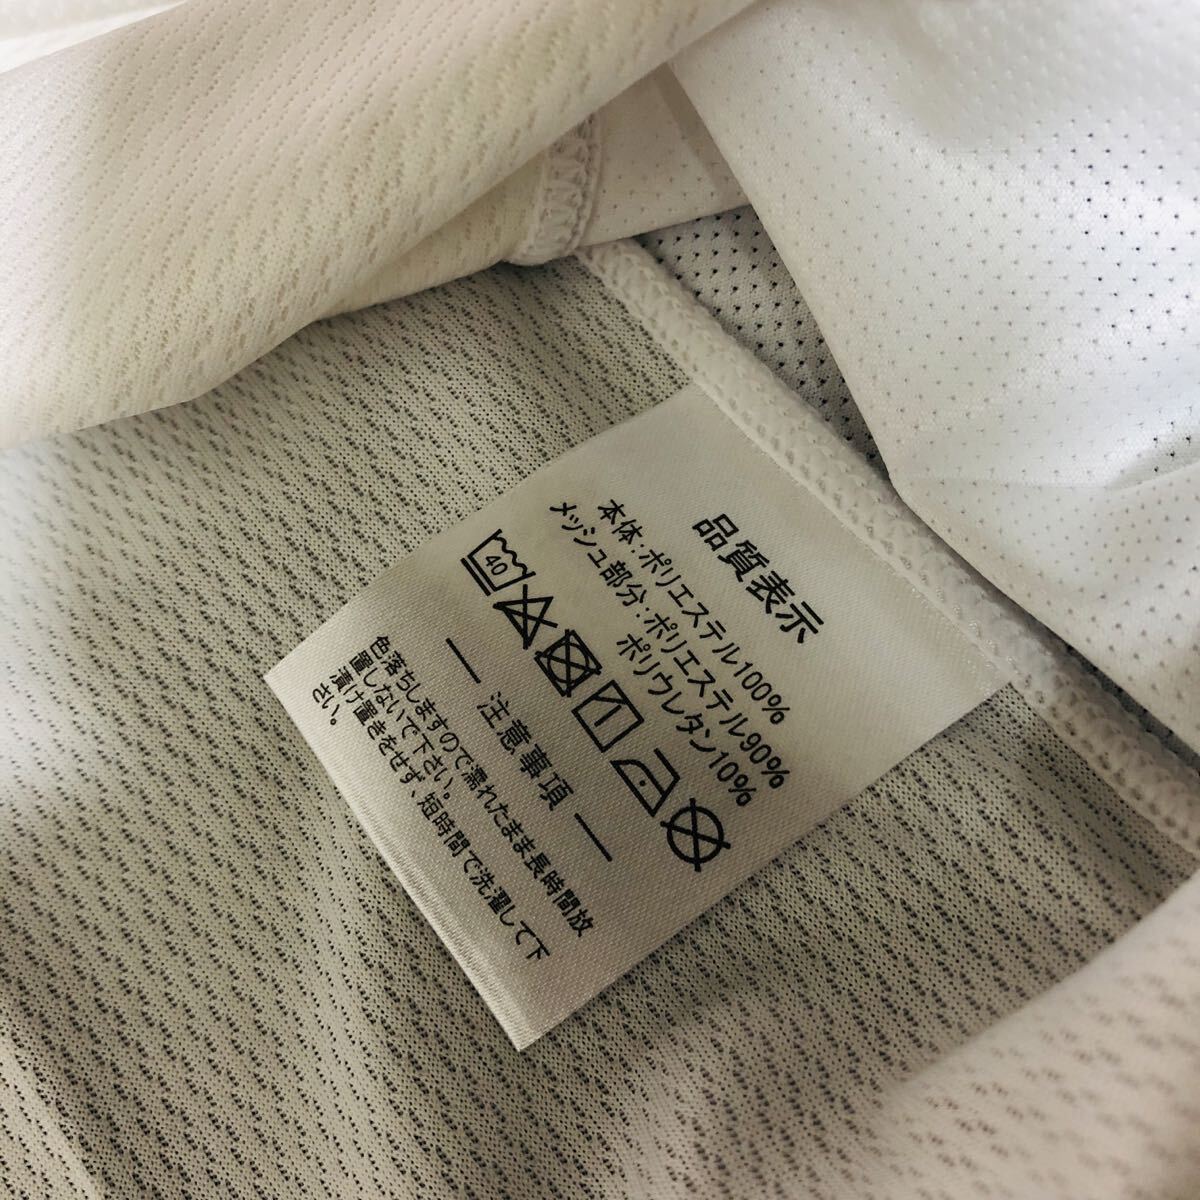 品質表示
本体:ポリエステル100%
メッシュ部分:ポリエステル90%
ポリウレタン10%
40
— 注意事項 —
色落ちしますので濡れたまま長時間放
置しないで下さい。
漬け置きをせず、短時間で洗濯して下
さい。